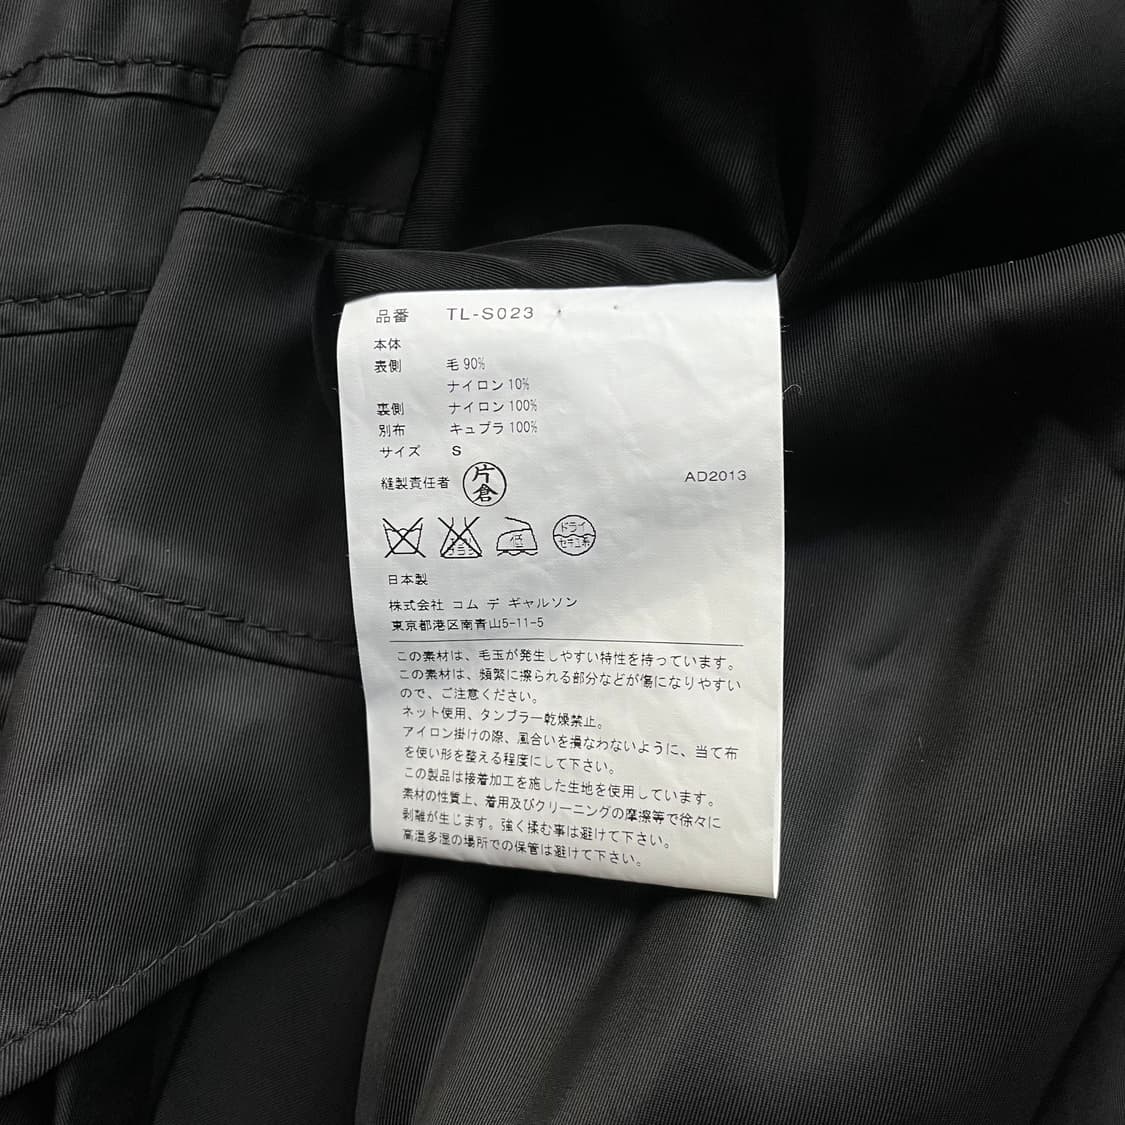 品番 TL-S023
本体
表側 毛 90%
ナイロン 10%
裏側 ナイロン 100%
別布 キュプラ 100%
サイズ S
縫製責任者 片倉 AD2013
低 ドライ セキユ系
日本製
株式会社 コム デ ギャルソン
東京都港区南青山5-11-5
この素材は、毛玉が発生しやすい特性を持っています。
この素材は、頻繁に擦られる部分などが傷になりやすい
ので、ご注意ください。
ネット使用、タンブラー乾燥禁止。
アイロン掛けの際、風合いを損なわないように、当て布
を使い形を整える程度にして下さい。
この製品は接着加工を施した生地を使用しています。
素材の性質上、着用及びクリーニングの摩擦等で徐々に
剥離が生じます。強く揉む事は避けて下さい。
高温多湿の場所での保管は避けて下さい。